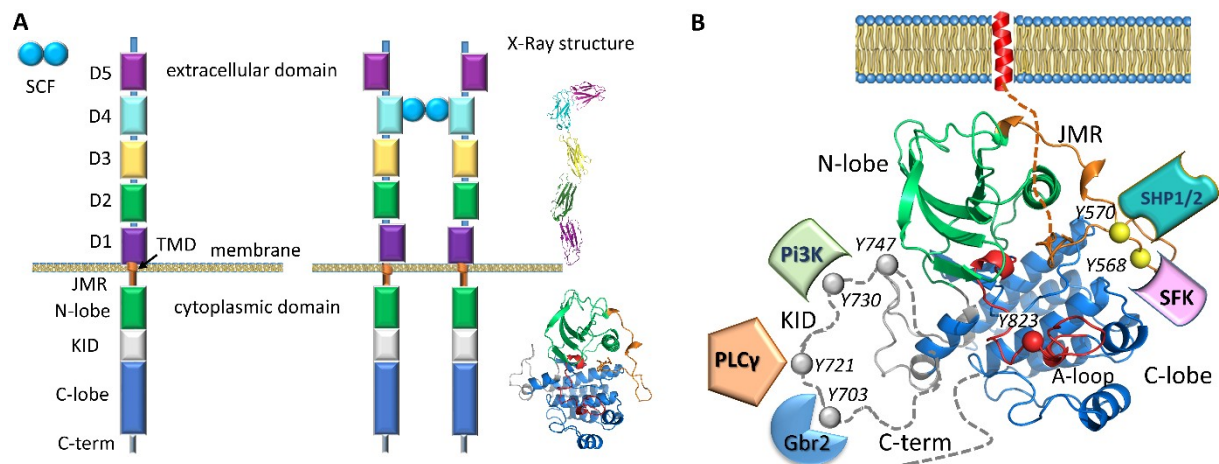 A
SCF
D5
extracellular domain
X-Ray structure
D4
D3
D2
D1
TMD
membrane
JMR
N-lobe
cytoplasmic domain
KID
C-lobe
C-term
B
N-lobe
JMR
SHP1/2
Y570
Y568
SFK
Pi3K
Y747
Y730
KID
Y823
PLCγ
Y721
A-loop
C-lobe
Y703
Gbr2
C-term